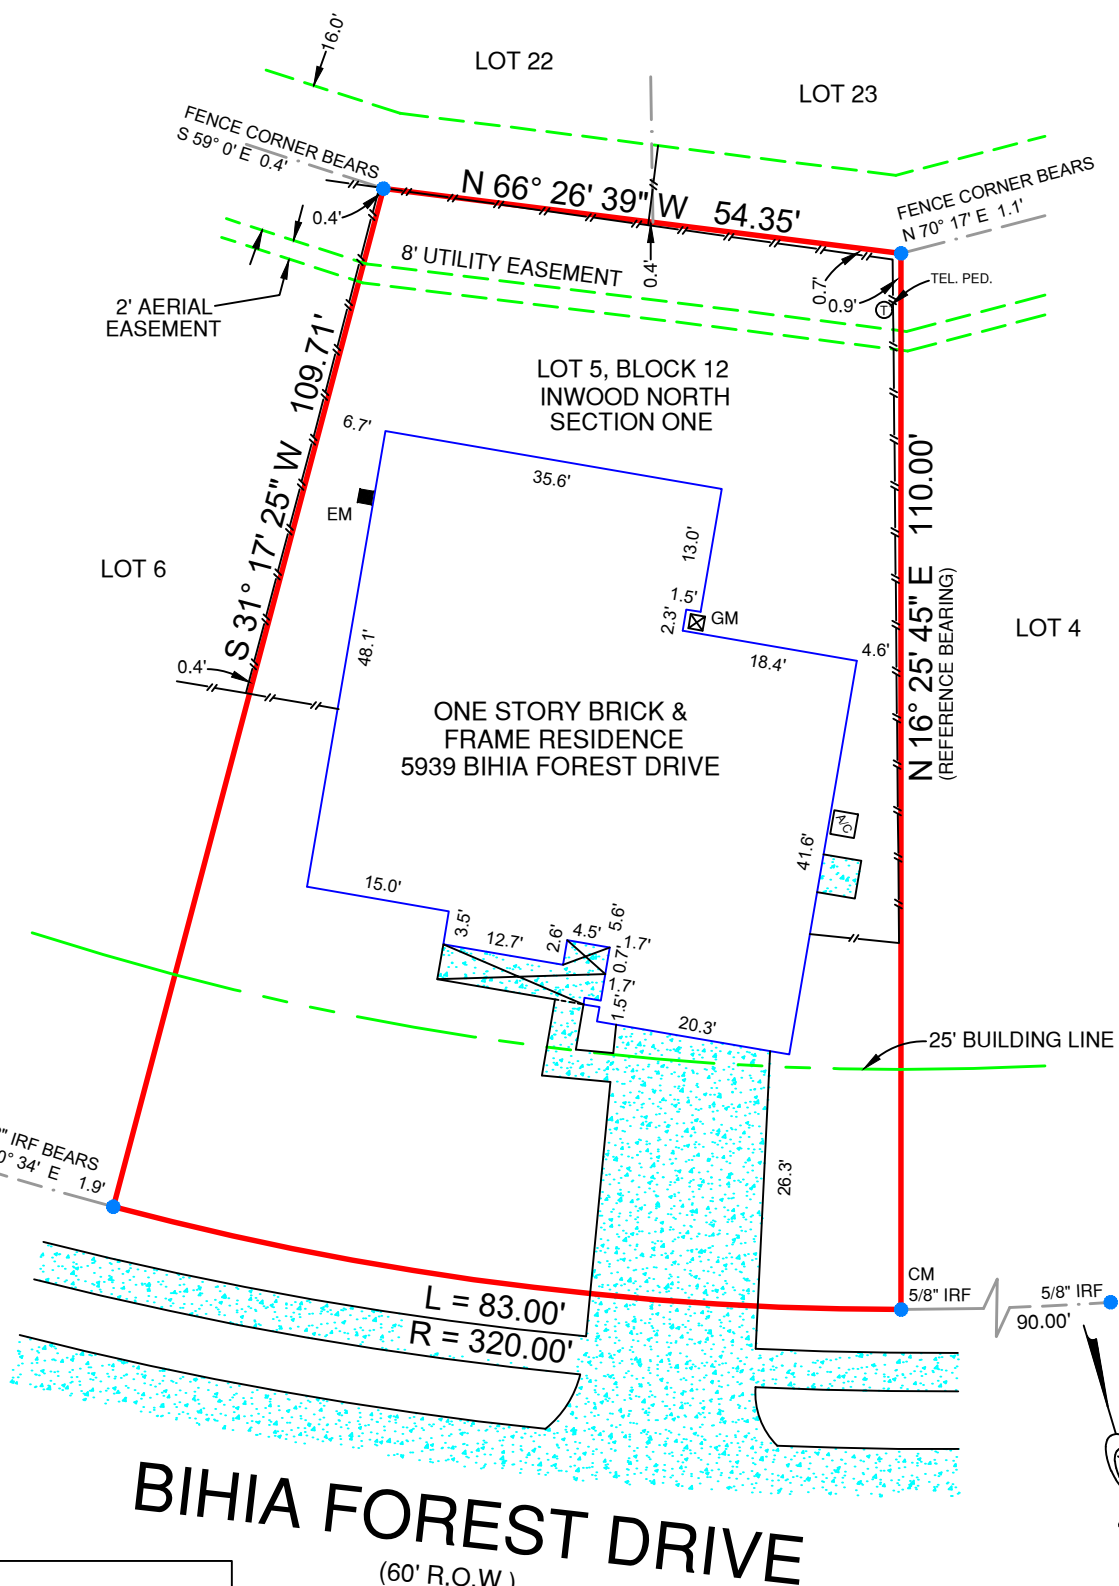 16.0'
LOT 22
LOT 23
FENCE CORNER BEARS
S 59° 0' E 0.4'
FENCE CORNER BEARS
N 70° 17' E 1.1'
N 66° 26' 39" W 54.35'
0.4'
0.4'
8' UTILITY EASEMENT
0.7'
0.9'
TEL. PED.
T
2' AERIAL
EASEMENT
LOT 5, BLOCK 12
INWOOD NORTH
SECTION ONE
S 31° 17' 25" W 109.71'
6.7'
35.6'
EM
13.0'
1.5'
2.3'
GM
18.4'
4.6'
N 16° 25' 45" E 110.00'
(REFERENCE BEARING)
LOT 6
LOT 4
48.1'
0.4'
ONE STORY BRICK &
FRAME RESIDENCE
5939 BIHIA FOREST DRIVE
A/C
41.6'
15.0'
3.5'
12.7'
2.6'
4.5'
5.6'
1.7'
0.7'
1.7'
1.5'
20.3'
25' BUILDING LINE
26.3'
" IRF BEARS
0° 34' E 1.9'
CM
5/8" IRF
5/8" IRF
90.00'
L = 83.00'
R = 320.00'
BIHIA FOREST DRIVE
(60' R.O.W.)